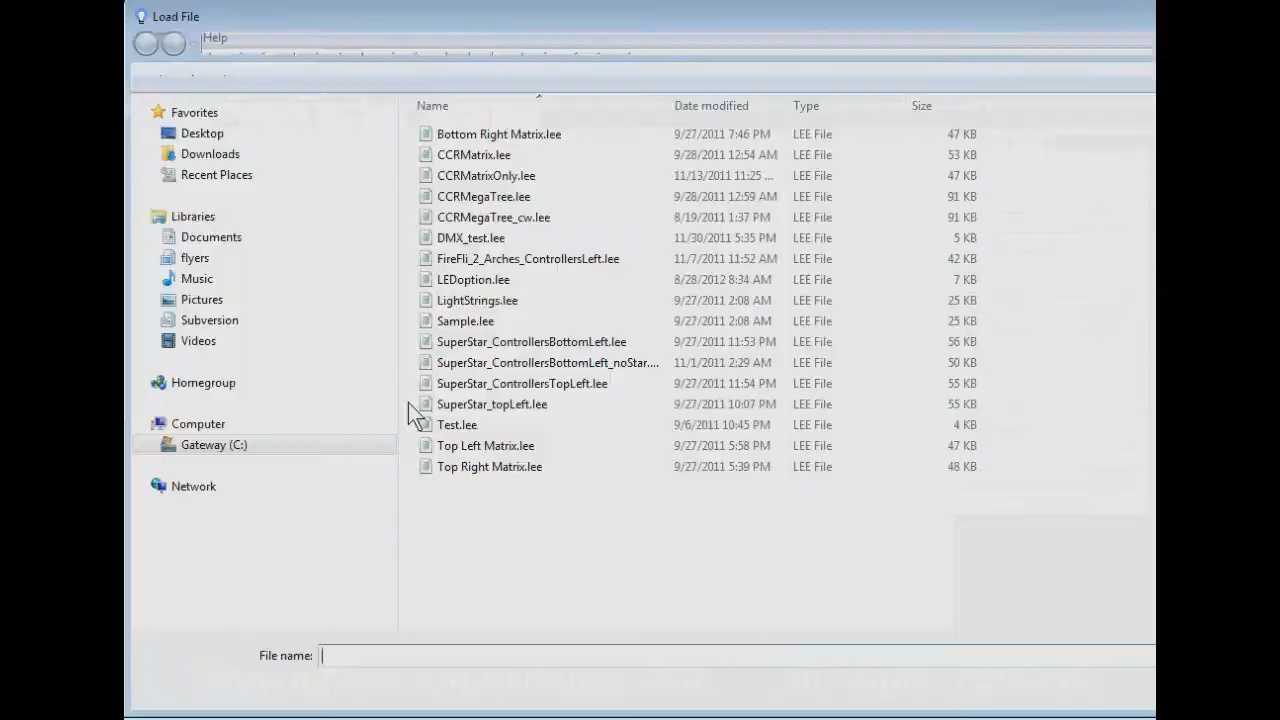 Load File
Help
Name Date modified Type Size
Favorites
Desktop
Downloads
Recent Places
Libraries
Documents
flyers
Music
Pictures
Subversion
Videos
Homegroup
Computer
Gateway (C:)
Network
Bottom Right Matrix.lee 9/27/2011 7:46 PM LEE File 47 KB
CCRMatrix.lee 9/28/2011 12:54 AM LEE File 53 KB
CCRMatrixOnly.lee 11/13/2011 11:25 ... LEE File 47 KB
CCRMegaTree.lee 9/28/2011 12:59 AM LEE File 91 KB
CCRMegaTree_cw.lee 8/19/2011 1:37 PM LEE File 91 KB
DMX_test.lee 11/30/2011 5:35 PM LEE File 5 KB
FireFli_2_Arches_ControllersLeft.lee 11/7/2011 11:52 AM LEE File 42 KB
LEDoption.lee 8/28/2012 8:34 AM LEE File 7 KB
LightStrings.lee 9/27/2011 2:08 AM LEE File 25 KB
Sample.lee 9/27/2011 2:08 AM LEE File 25 KB
SuperStar_ControllersBottomLeft.lee 9/27/2011 11:53 PM LEE File 56 KB
SuperStar_ControllersBottomLeft_noStar.... 11/1/2011 2:29 AM LEE File 50 KB
SuperStar_ControllersTopLeft.lee 9/27/2011 11:54 PM LEE File 55 KB
SuperStar_topLeft.lee 9/27/2011 10:07 PM LEE File 55 KB
Test.lee 9/6/2011 10:45 PM LEE File 4 KB
Top Left Matrix.lee 9/27/2011 5:58 PM LEE File 47 KB
Top Right Matrix.lee 9/27/2011 5:39 PM LEE File 48 KB
File name: